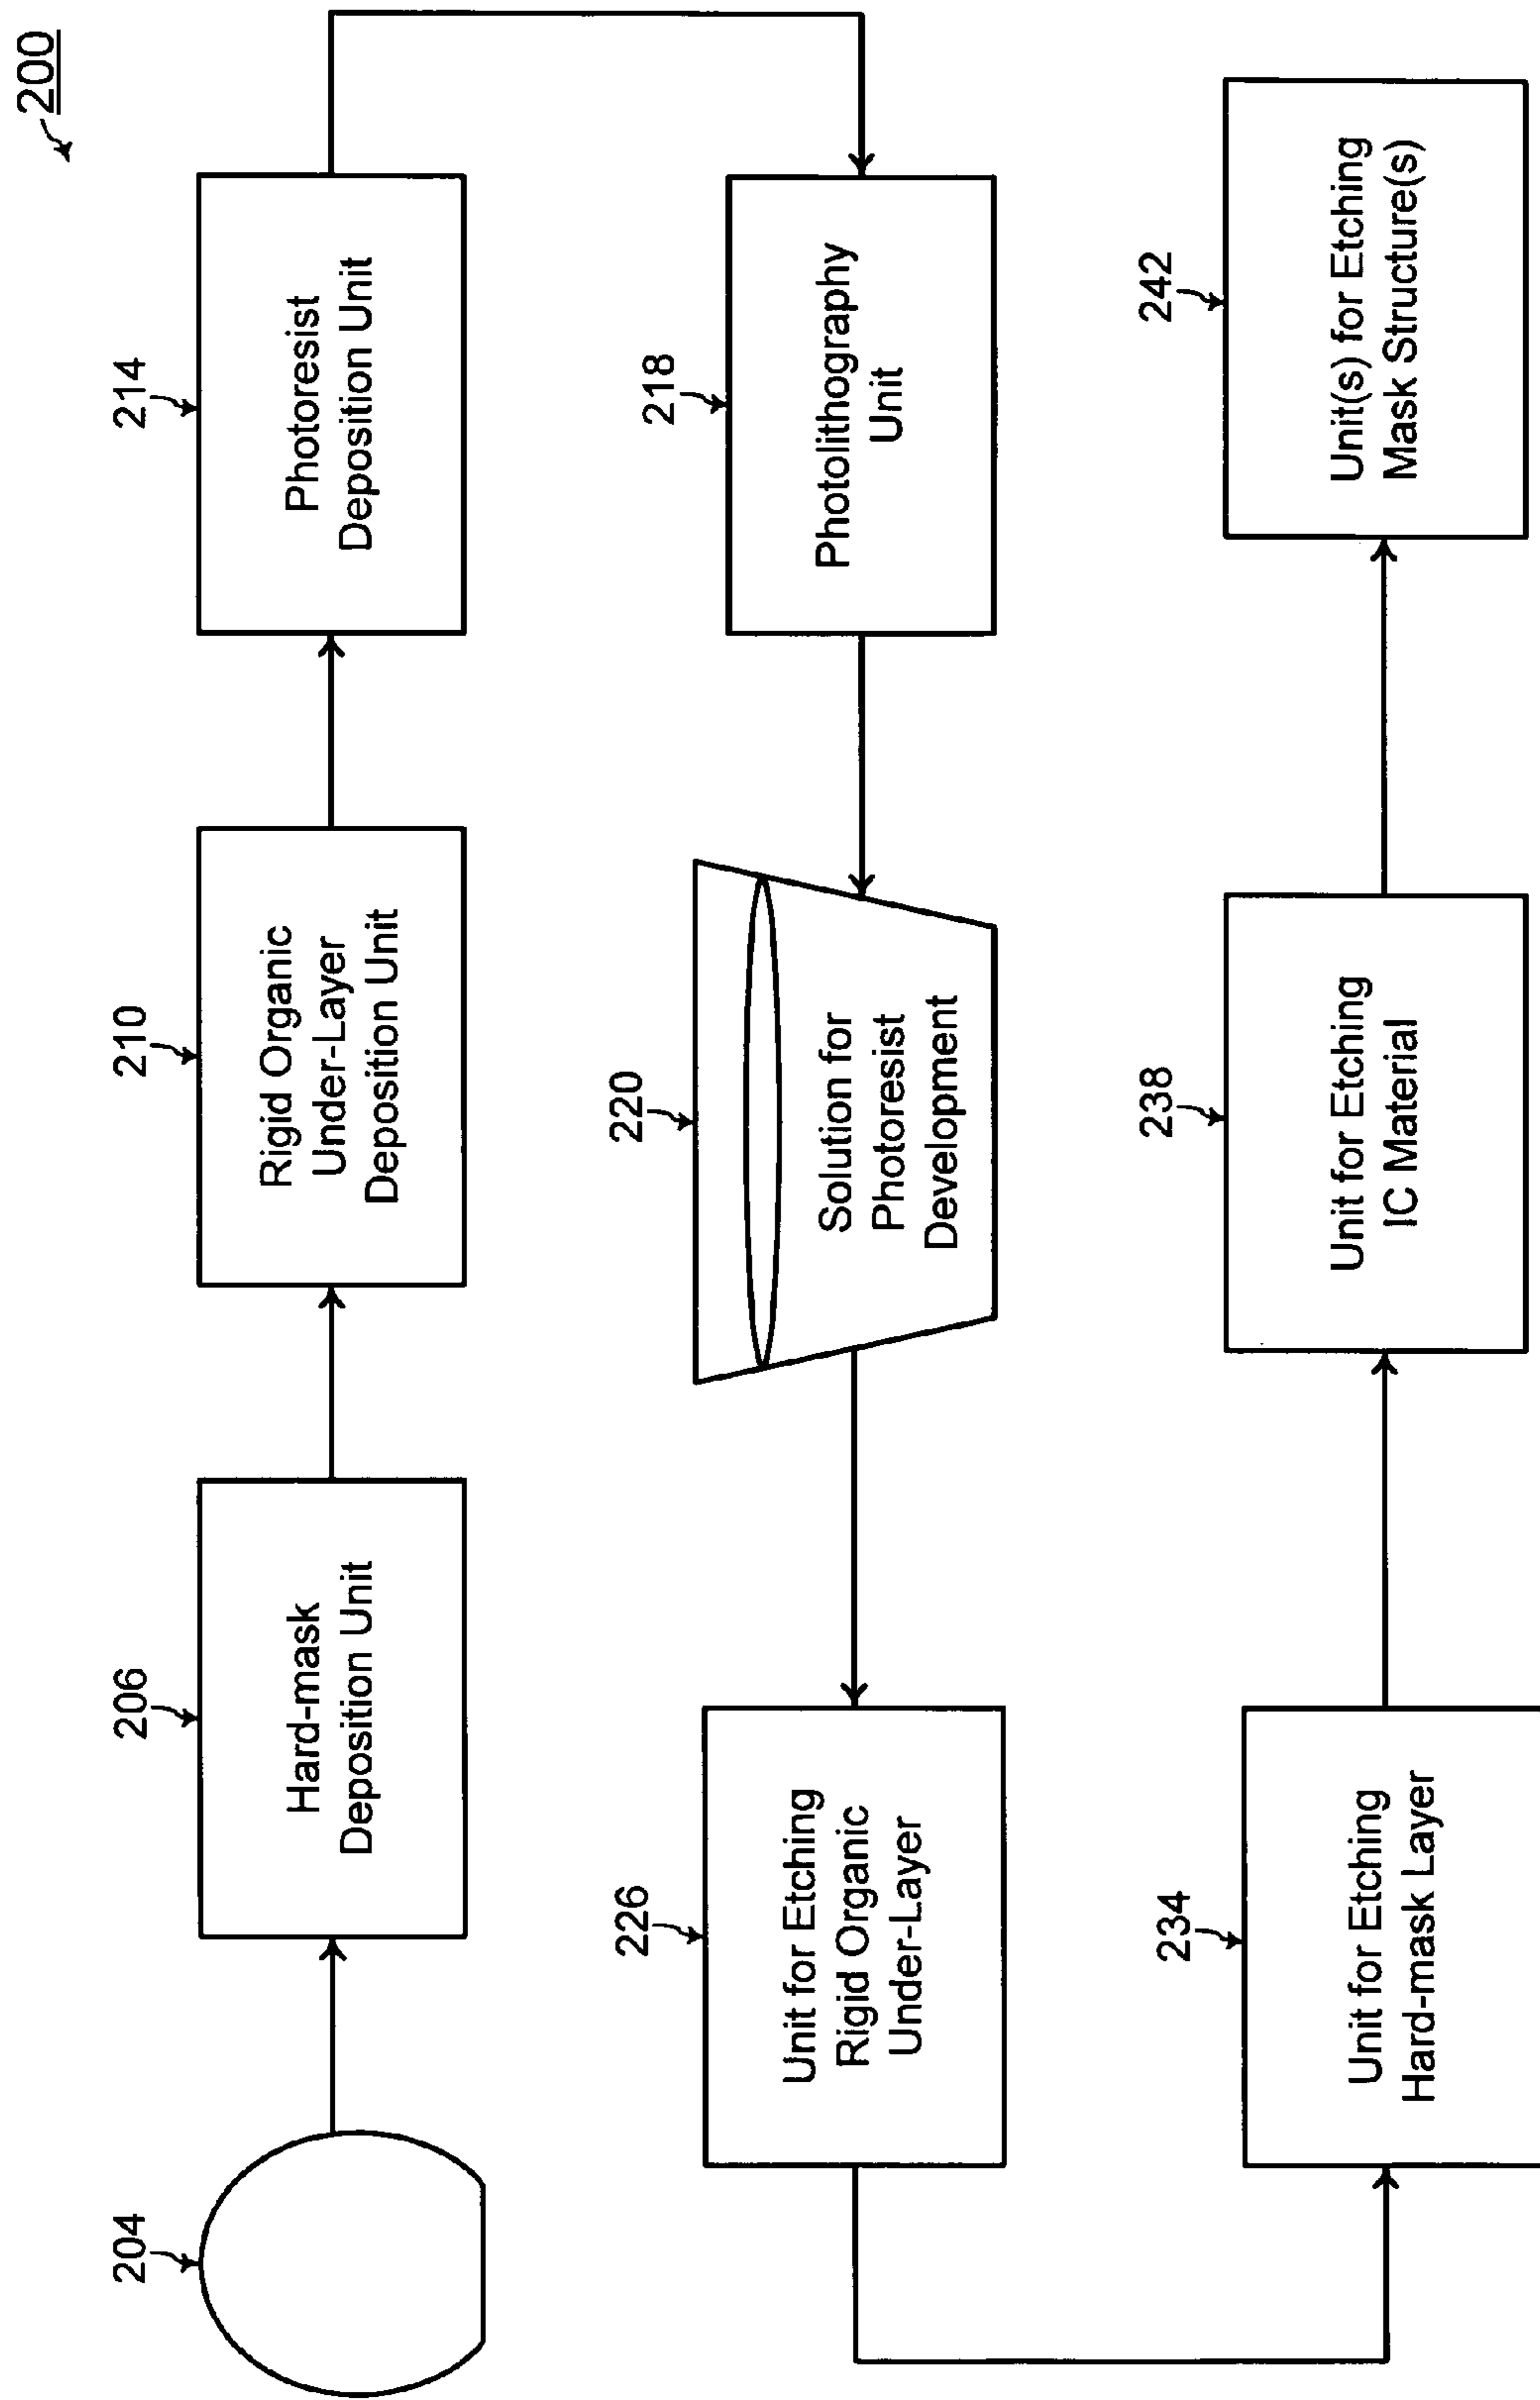 200
204
206
Hard-mask
Deposition Unit
210
Rigid Organic
Under-Layer
Deposition Unit
214
Photoresist
Deposition Unit
218
Photolithography
Unit
220
Solution for
Photoresist
Development
226
Unit for Etching
Rigid Organic
Under-Layer
234
Unit for Etching
Hard-mask Layer
238
Unit for Etching
IC Material
242
Unit(s) for Etching
Mask Structure(s)